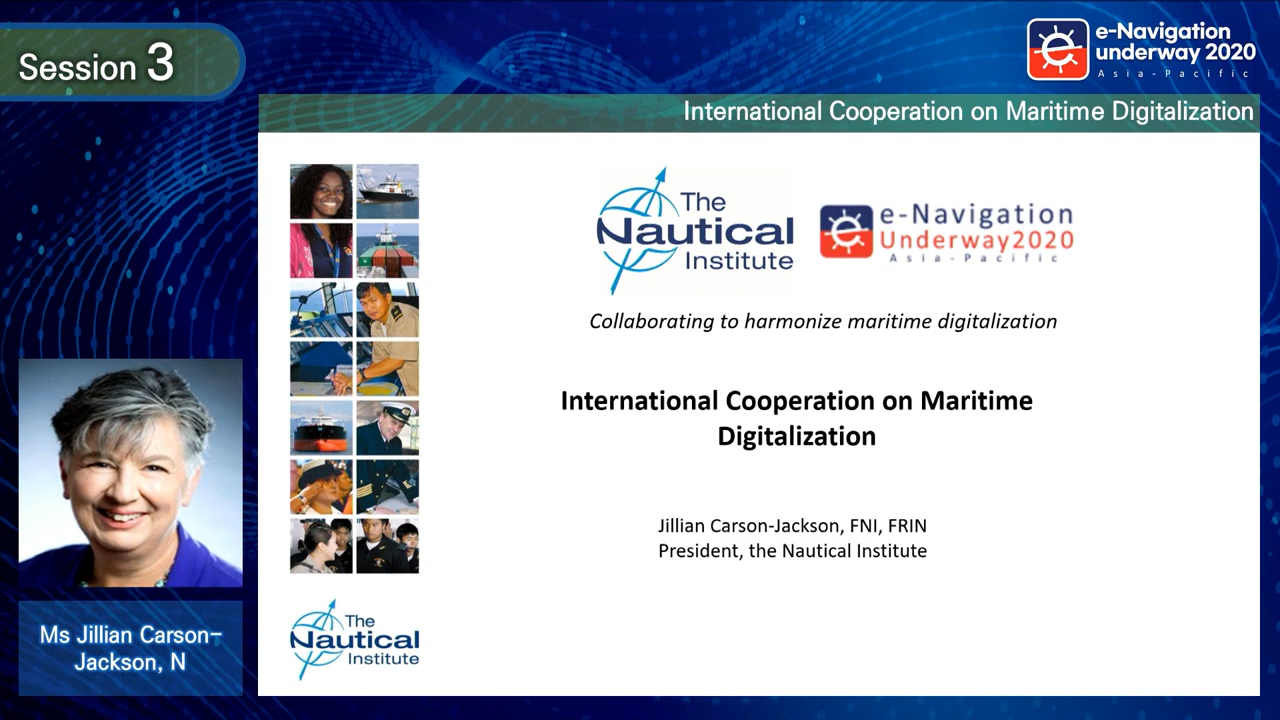 Session 3
e-Navigation
underway 2020
Asia-Pacific
International Cooperation on Maritime Digitalization
The
Nautical
Institute
e-Navigation
Underway2020
Asia-Pacific
Collaborating to harmonize maritime digitalization
International Cooperation on Maritime
Digitalization
Jillian Carson-Jackson, FNI, FRIN
President, the Nautical Institute
The
Nautical
Institute
Ms Jillian Carson-
Jackson, N